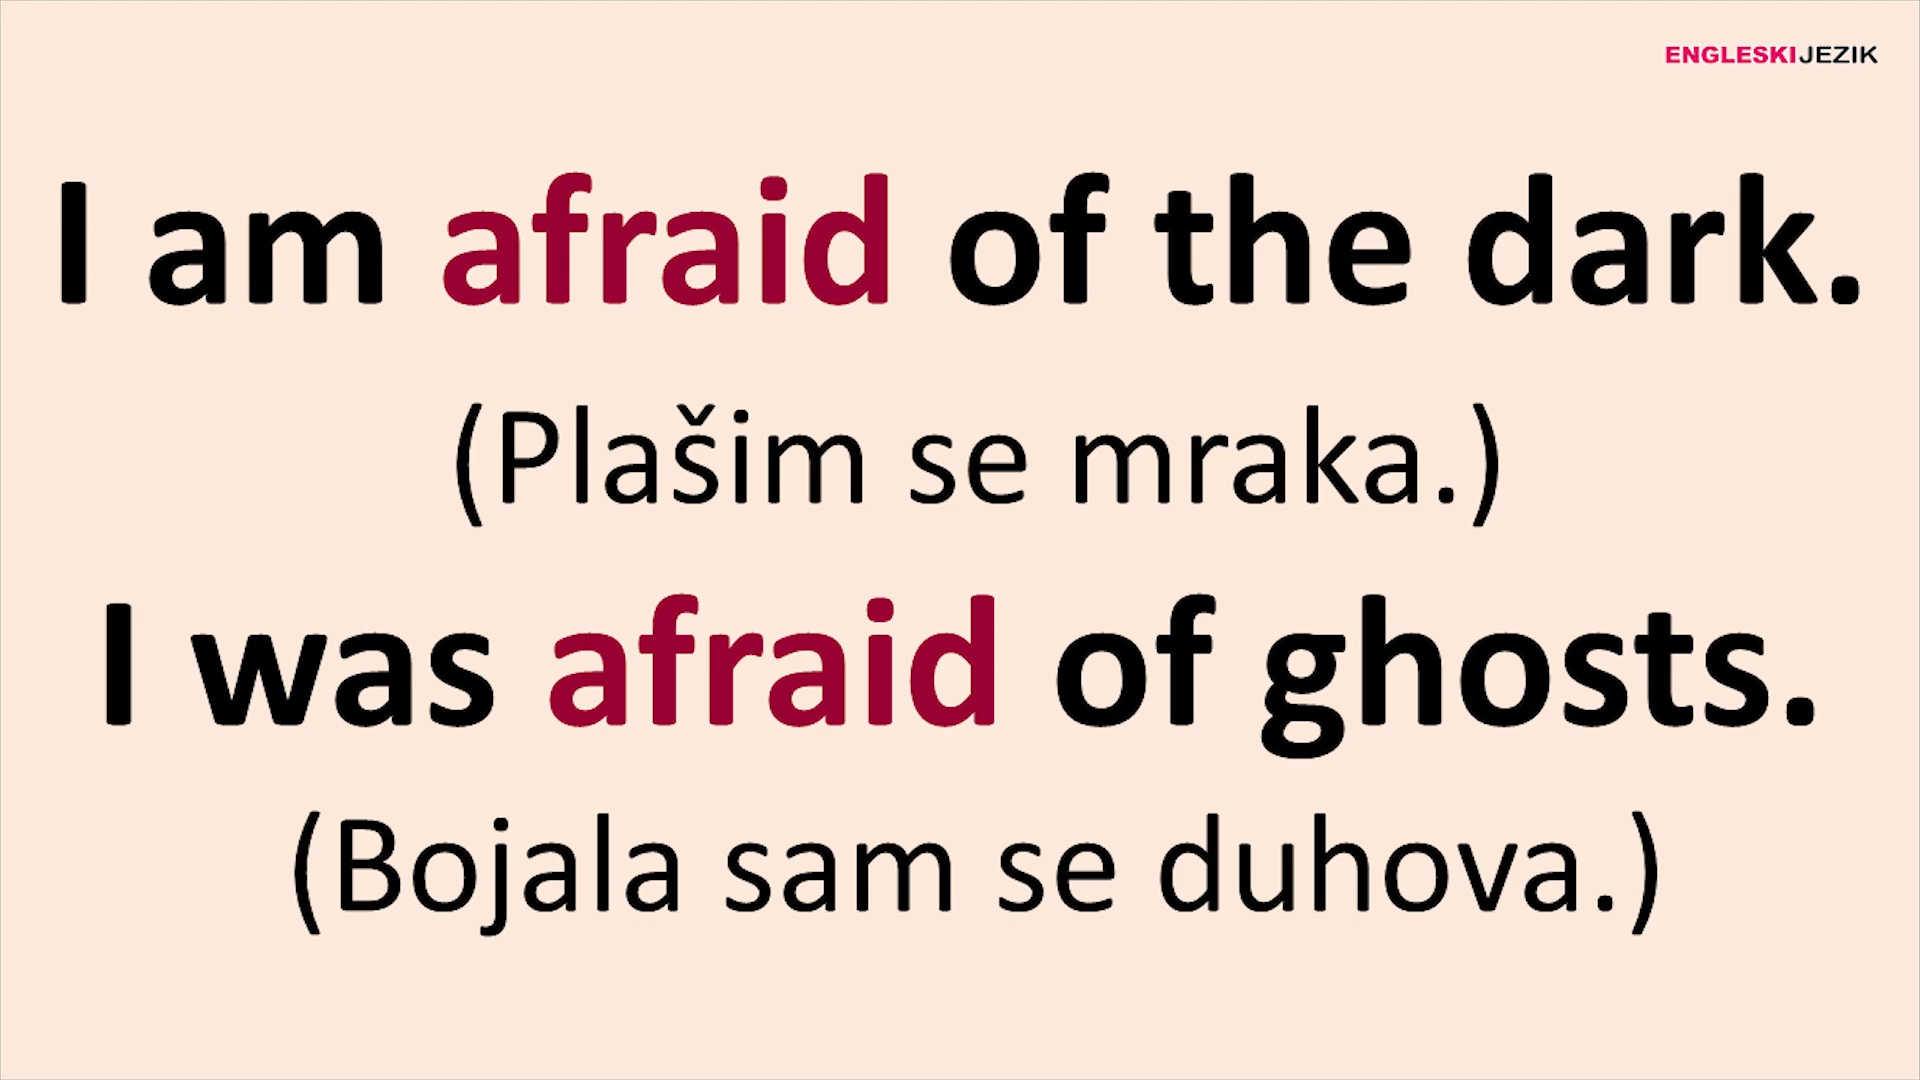 ENGLESKIJEZIK
I am afraid of the dark.
(Plašim se mraka.)
I was afraid of ghosts.
(Bojala sam se duhova.)